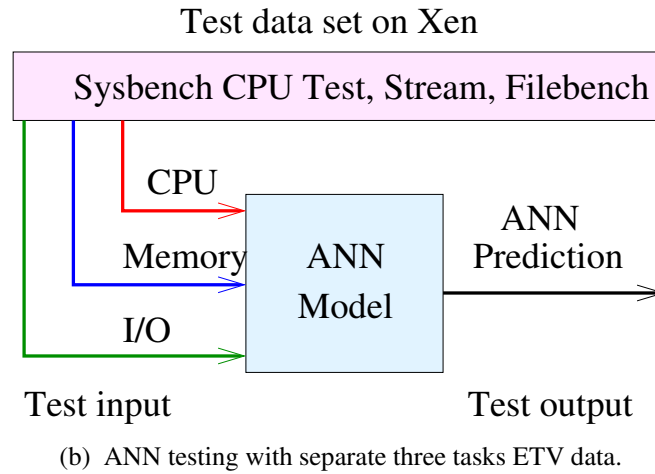 Test data set on Xen
Sysbench CPU Test, Stream, Filebench
CPU
Memory
I/O
ANN
Model
ANN
Prediction
Test input
Test output
(b) ANN testing with separate three tasks ETV data.